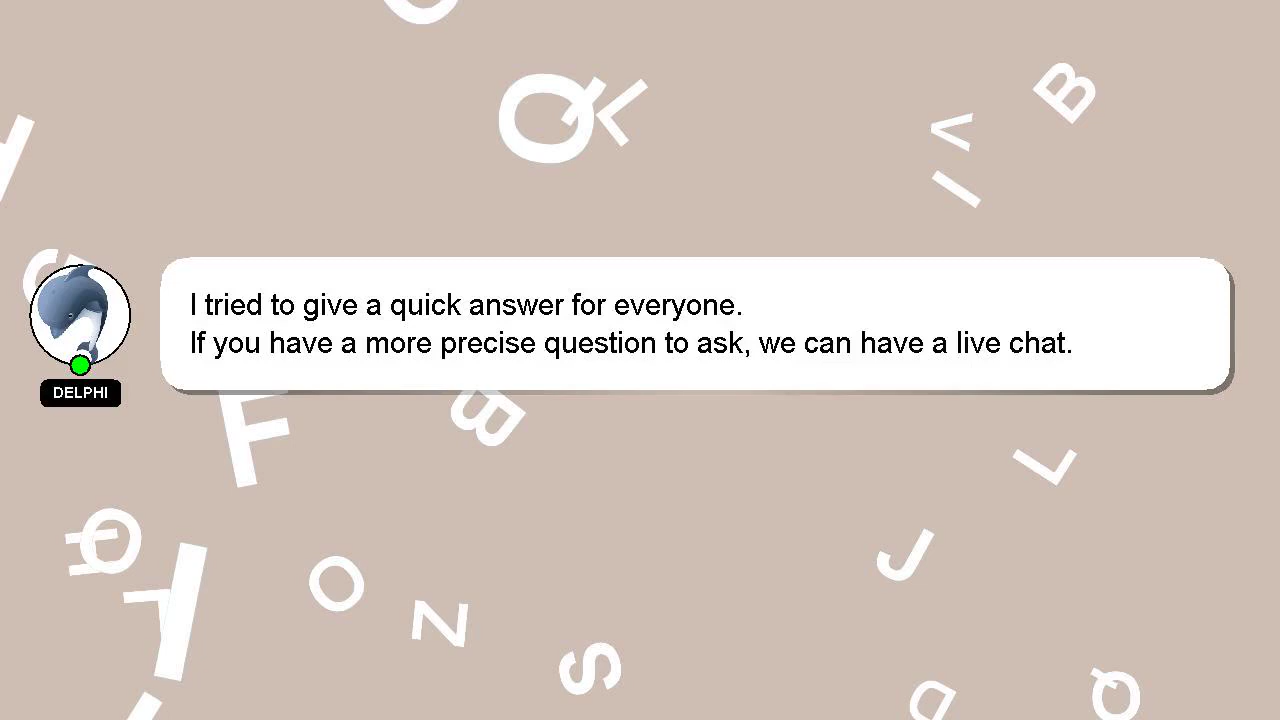 I tried to give a quick answer for everyone.
If you have a more precise question to ask, we can have a live chat.
DELPHI